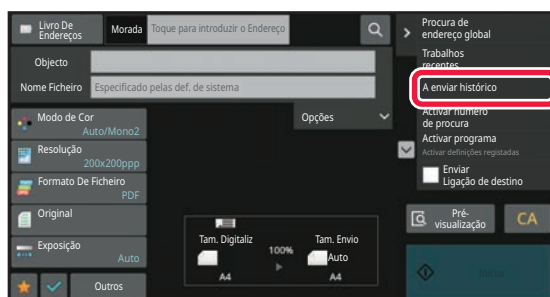 Livro De
Endereços
Morada
Toque para introduzir o Endereço
Objecto
Nome Ficheiro
Especificado pelas def. de sistema
Modo de Cor
Auto/Mono2
Opções
Resolução
200x200ppp
Formato De Ficheiro
PDF
Original
Exposição
Auto
Outros
Tam. Digitaliz
100%
Tam. Envio
Auto
A4
A4
Procura de
endereço global
Trabalhos
recentes
A enviar histórico
Activar número
de procura
Activar programa
Activar definições registadas
Enviar
Ligação de destino
Pré-
visualização
CA